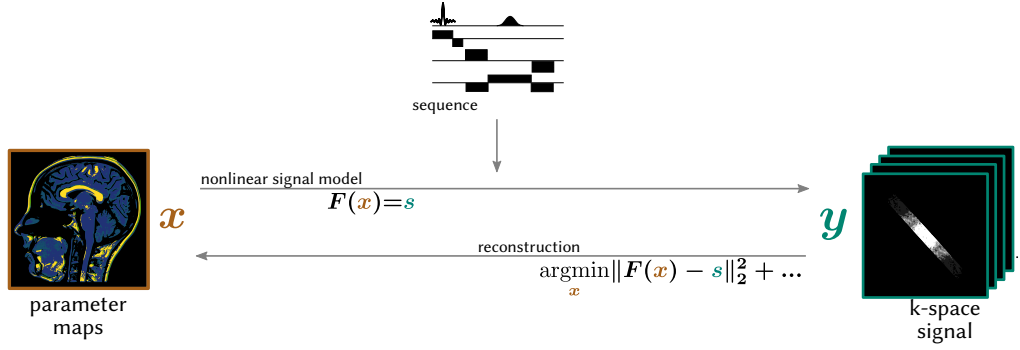 sequence
nonlinear signal model
F(x)=s
x
y
reconstruction
argmin‖F(x) − s‖₂² + ...
x
parameter
maps
k-space
signal